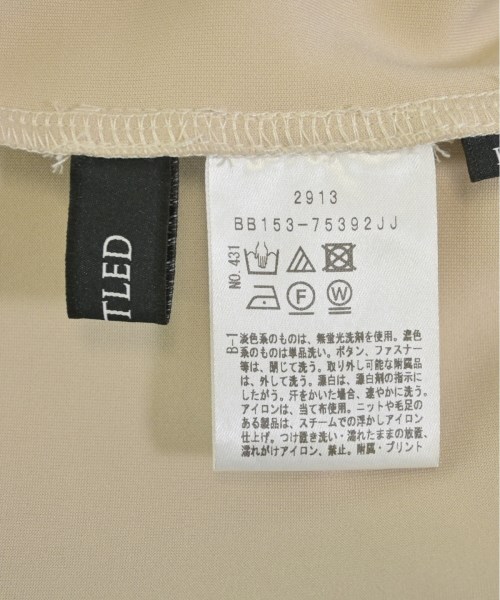 TLED
2913
BB153-75392JJ
NO.431
F
W
B-1
淡色系のものは、無蛍光洗剤を使用。濃色
系のものは単品洗い。ボタン、ファスナー
等は、閉じて洗う。取り外し可能な附属品
は、外して洗う。漂白は、漂白剤の指示に
したがう。汗をかいた場合、速やかに洗う。
アイロンは、当て布使用。ニットや毛足の
ある製品は、スチームでの浮かしアイロン
仕上げ。つけ置き洗い・濡れたままの放置、
濡れがけアイロン、禁止。附属・プリント